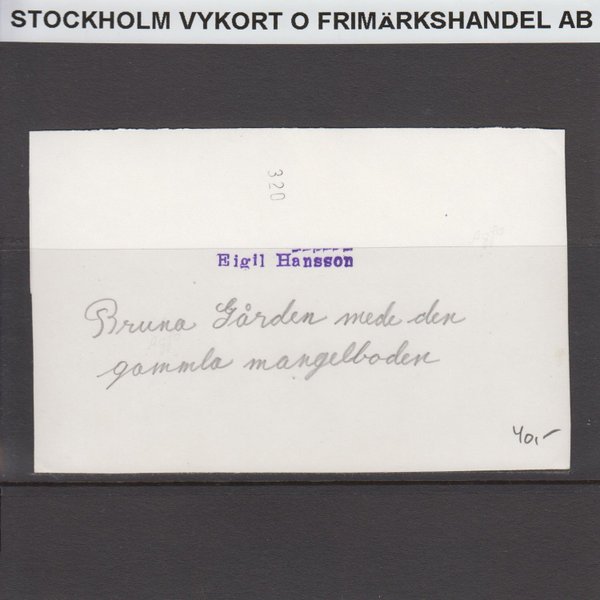 STOCKHOLM VYKORT O FRIMÄRKSHANDEL AB
320
Eigil Hansson
Bruna Gården mede den
gammla mangelboden
40,-